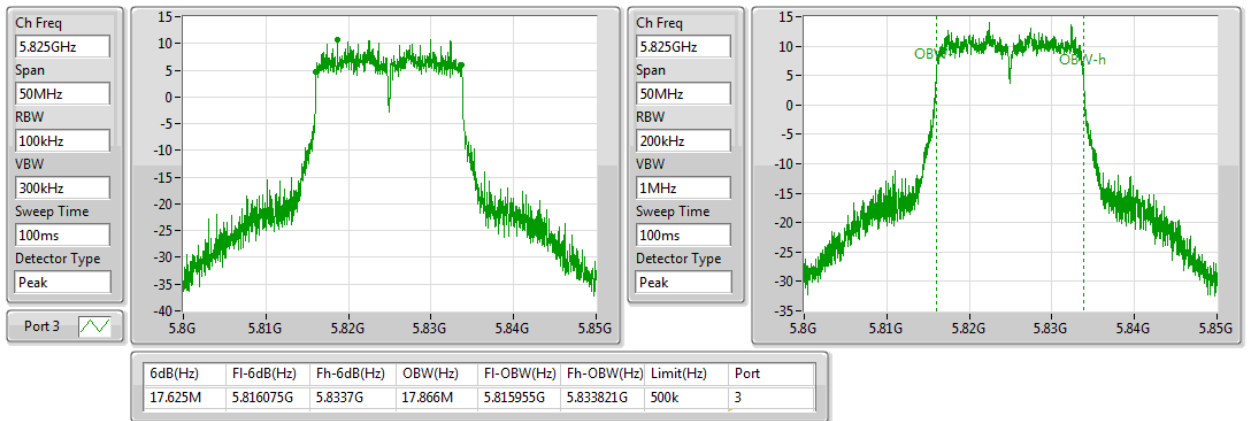 Ch Freq
5.825GHz
Span
50MHz
RBW
100kHz
VBW
300kHz
Sweep Time
100ms
Detector Type
Peak
Port 3
15
10
5
0
-5
-10
-15
-20
-25
-30
-35
-40
5.8G 5.81G 5.82G 5.83G 5.84G 5.85G
Ch Freq
5.825GHz
Span
50MHz
RBW
200kHz
VBW
1MHz
Sweep Time
100ms
Detector Type
Peak
15
10
5
0
-5
-10
-15
-20
-25
-30
-35
OBW-h
5.8G 5.81G 5.82G 5.83G 5.84G 5.85G
6dB(Hz) Fl-6dB(Hz) Fh-6dB(Hz) OBW(Hz) Fl-OBW(Hz) Fh-OBW(Hz) Limit(Hz) Port
17.625M 5.816075G 5.8337G 17.866M 5.815955G 5.833821G 500k 3